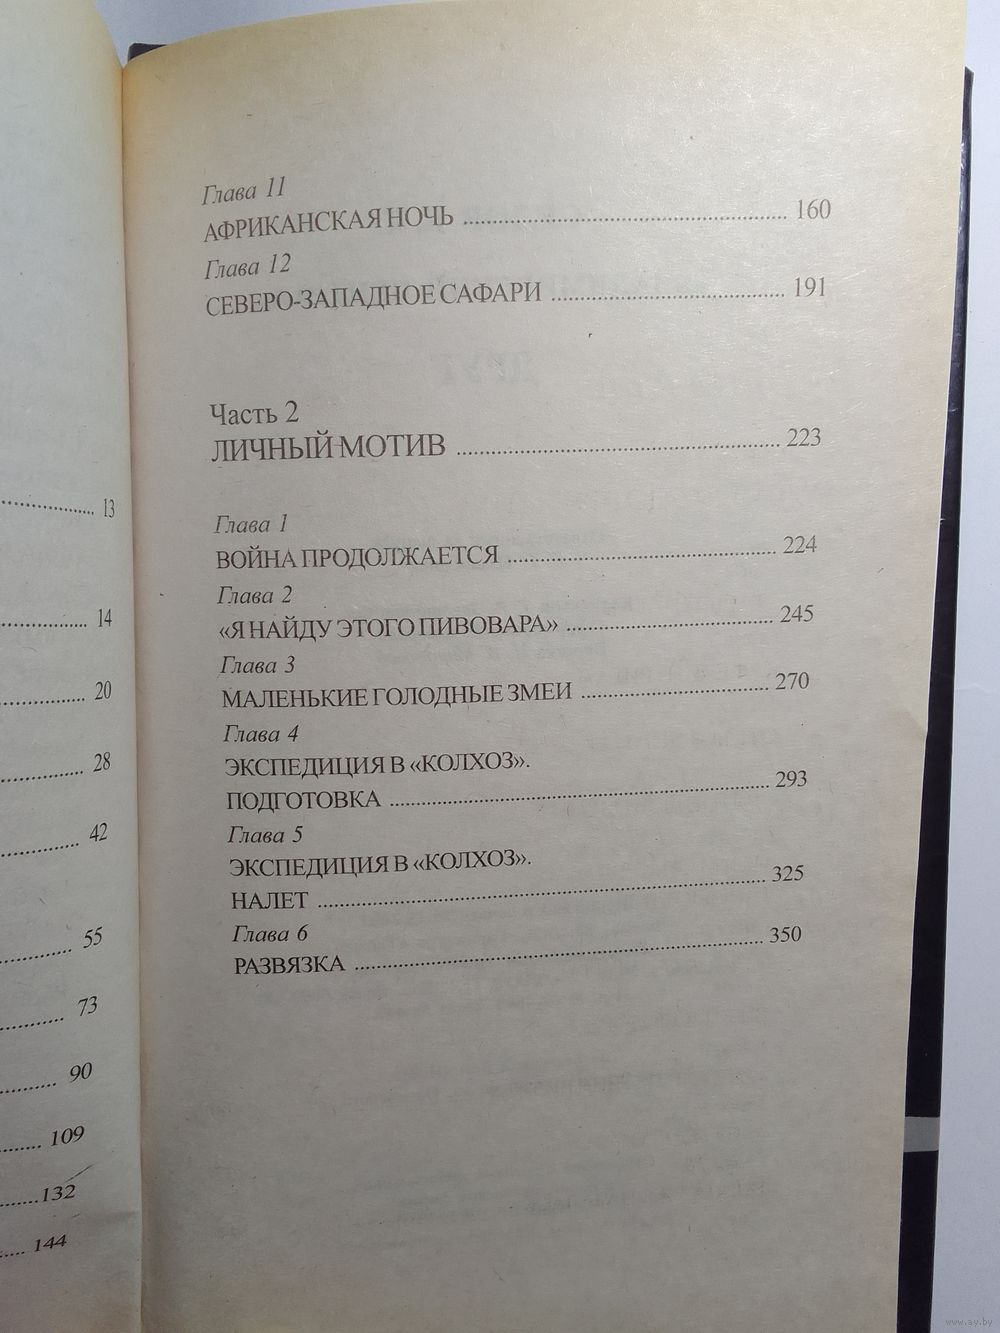 13
14
20
28
42
55
73
90
109
132
144
Глава 11
АФРИКАНСКАЯ НОЧЬ ........ 160
Глава 12
СЕВЕРО-ЗАПАДНОЕ САФАРИ ........ 191
Часть 2
ЛИЧНЫЙ МОТИВ ........ 223
Глава 1
ВОЙНА ПРОДОЛЖАЕТСЯ ........ 224
Глава 2
«Я НАЙДУ ЭТОГО ПИВОВАРА» ........ 245
Глава 3
МАЛЕНЬКИЕ ГОЛОДНЫЕ ЗМЕИ ........ 270
Глава 4
ЭКСПЕДИЦИЯ В «КОЛХОЗ».
ПОДГОТОВКА ........ 293
Глава 5
ЭКСПЕДИЦИЯ В «КОЛХОЗ».
НАЛЕТ ........ 325
Глава 6
РАЗВЯЗКА ........ 350
www.ay.by